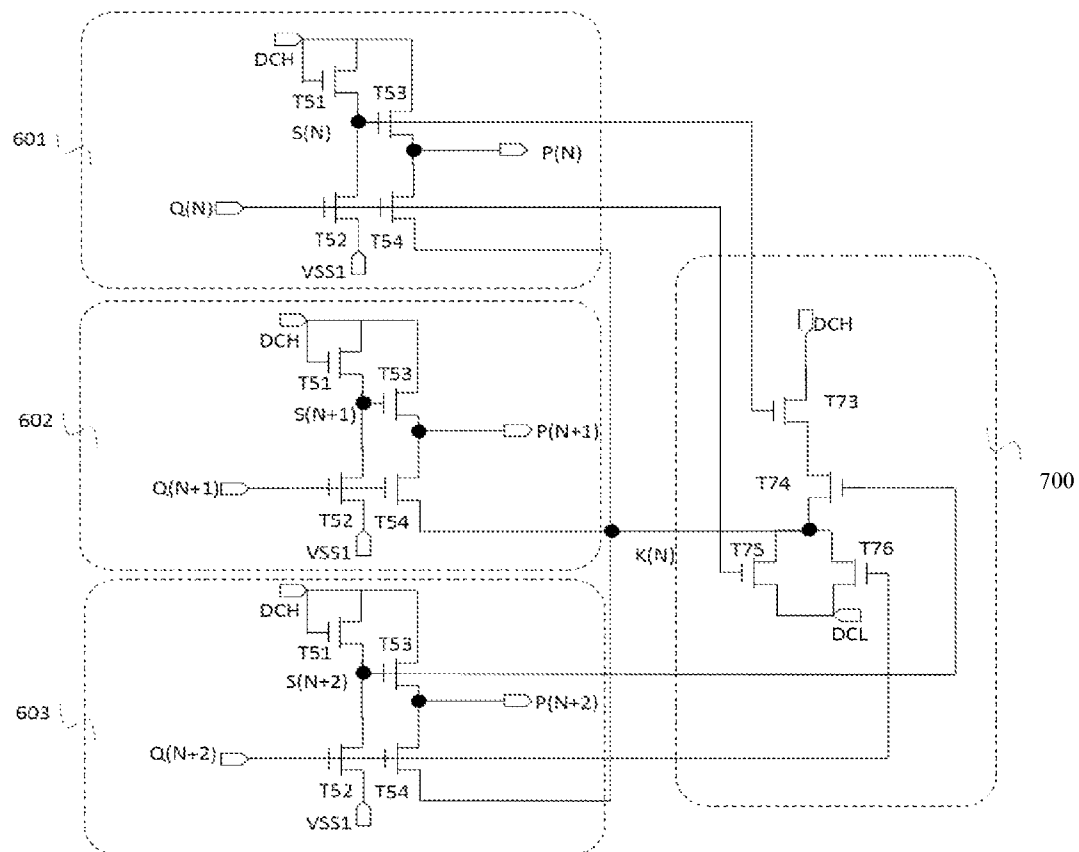 DCH
T51
T53
S(N)
P(N)
601
Q(N)
T52
T54
VSS1
DCH
T51
T53
S(N+1)
P(N+1)
602
Q(N+1)
T52
T54
VSS1
DCH
T51
T53
S(N+2)
P(N+2)
603
Q(N+2)
T52
T54
VSS1
DCH
T73
T74
700
K(N)
T75
T76
DCL